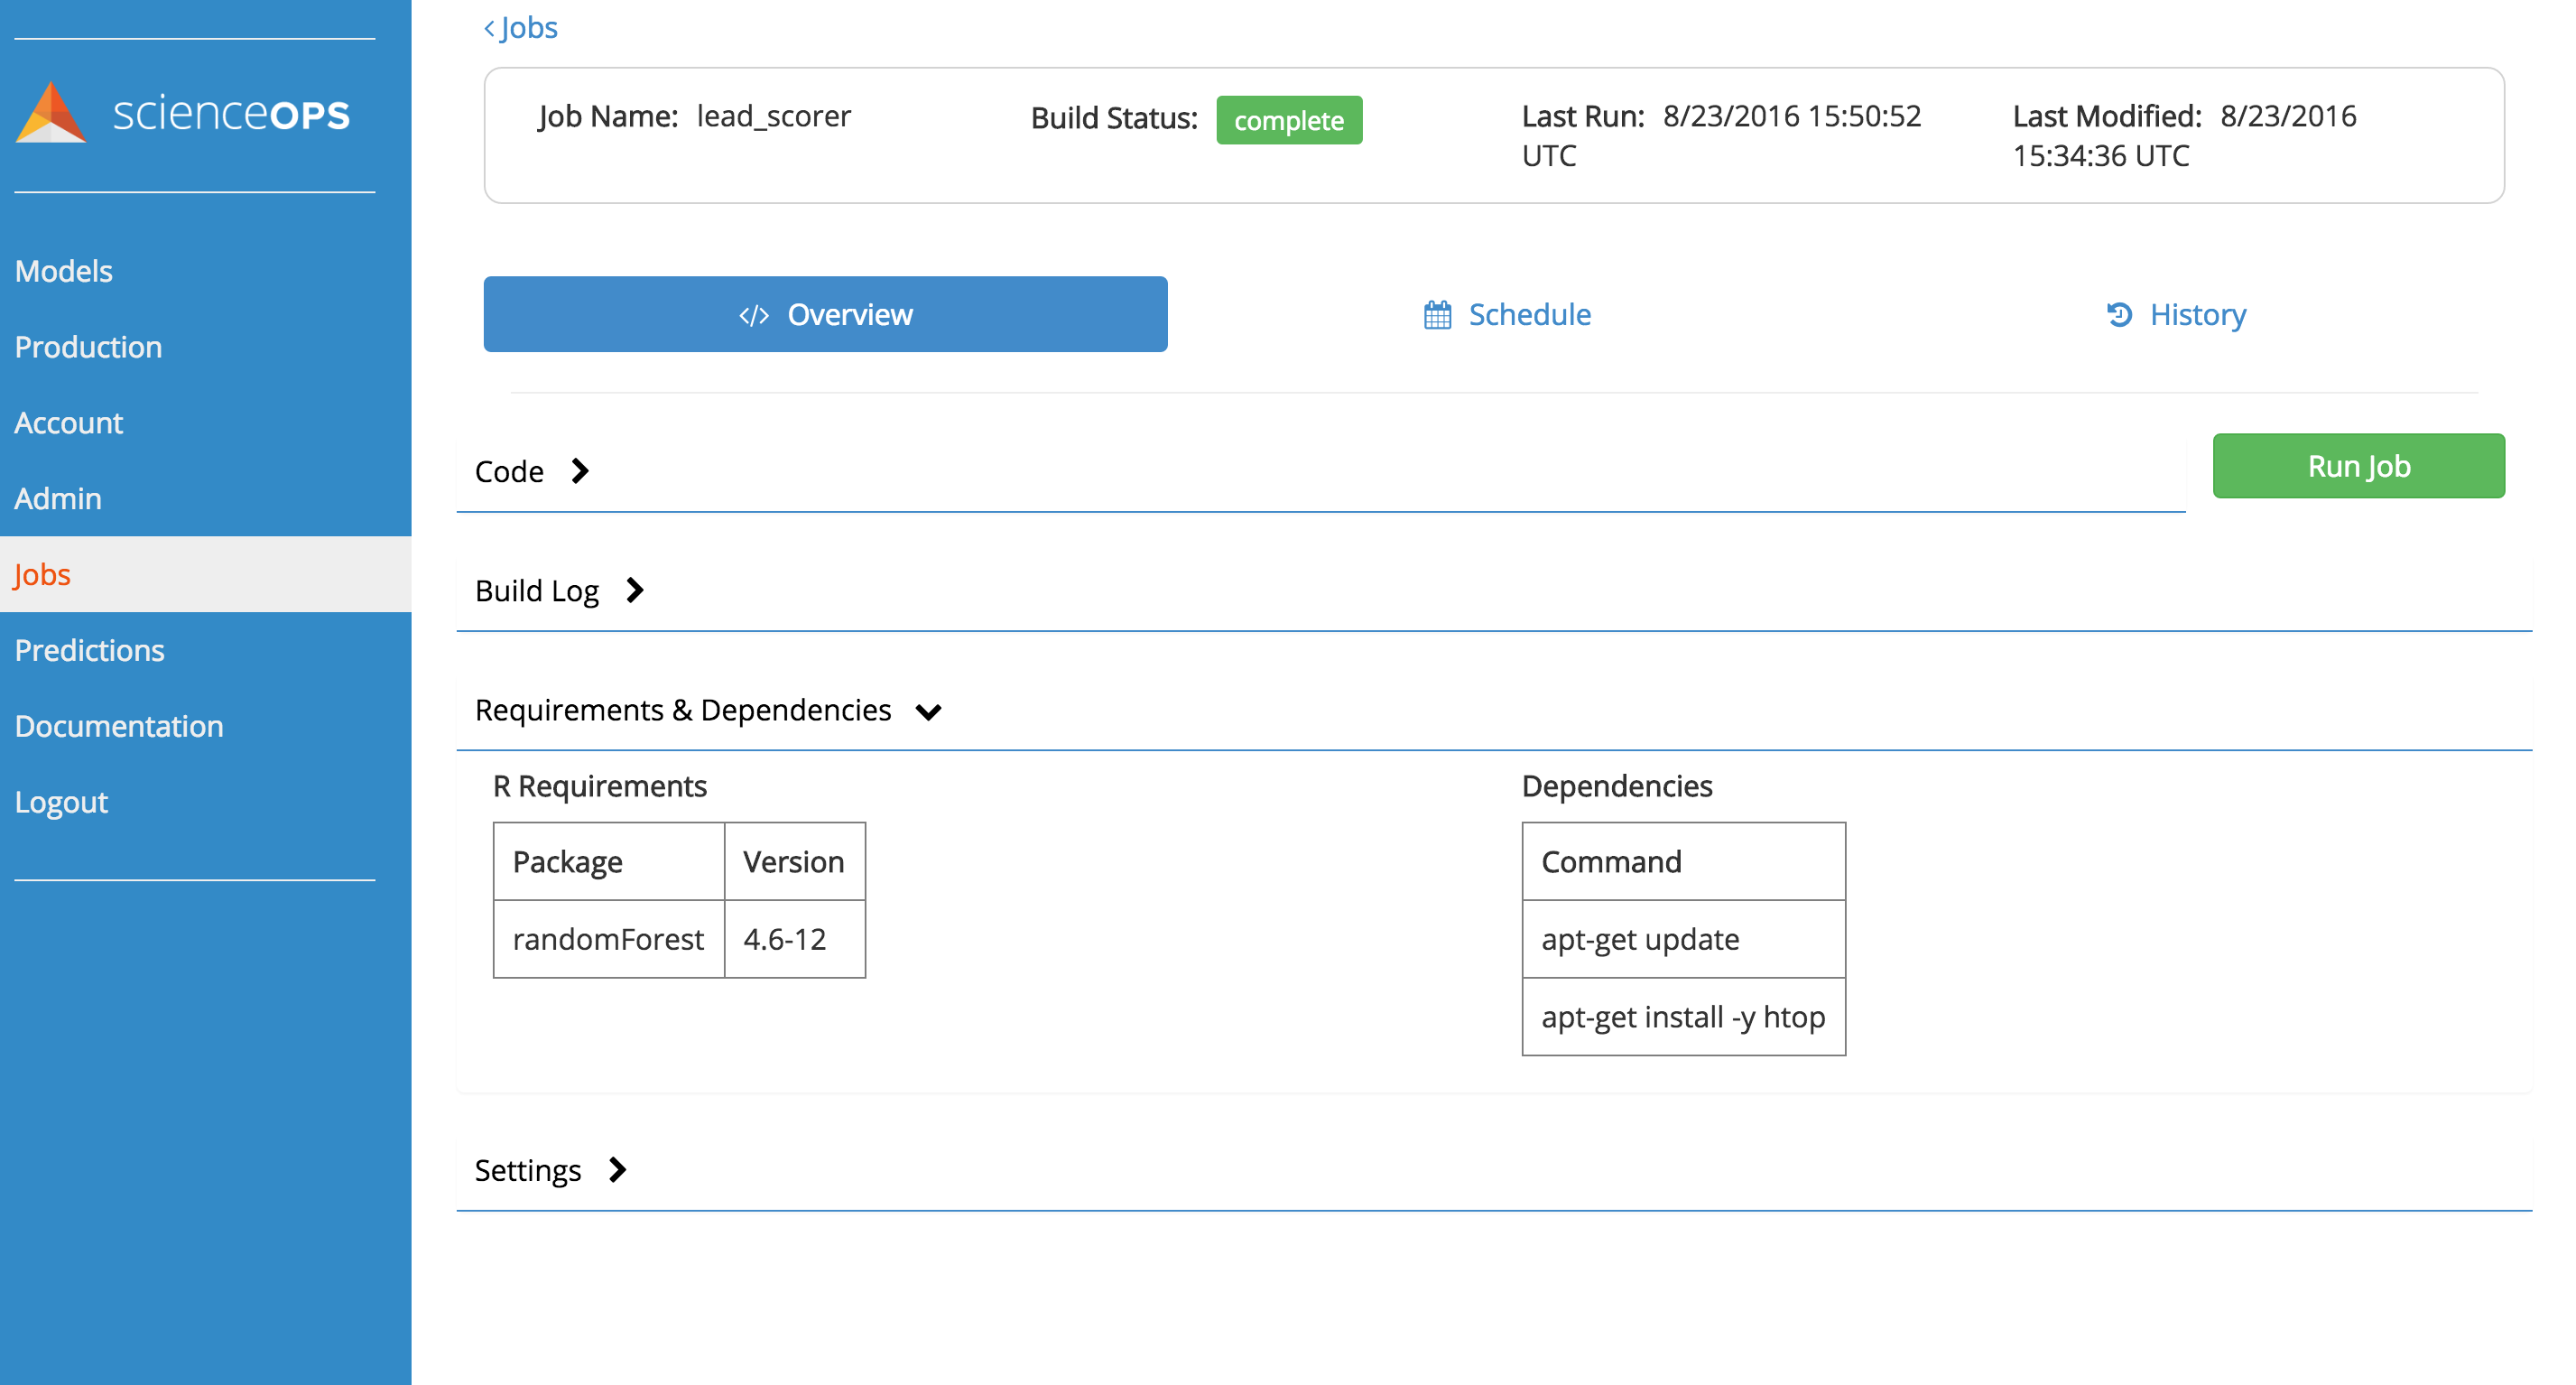 scienceOPS
Models
Production
Account
Admin
Jobs
Predictions
Documentation
Logout
Jobs
Job Name: lead_scorer
Build Status: complete
Last Run: 8/23/2016 15:50:52
UTC
Last Modified: 8/23/2016
15:34:36 UTC
Overview
Schedule
History
Code
Run Job
Build Log
Requirements & Dependencies
R Requirements
Package Version
randomForest 4.6-12
Dependencies
Command
apt-get update
apt-get install -y htop
Settings